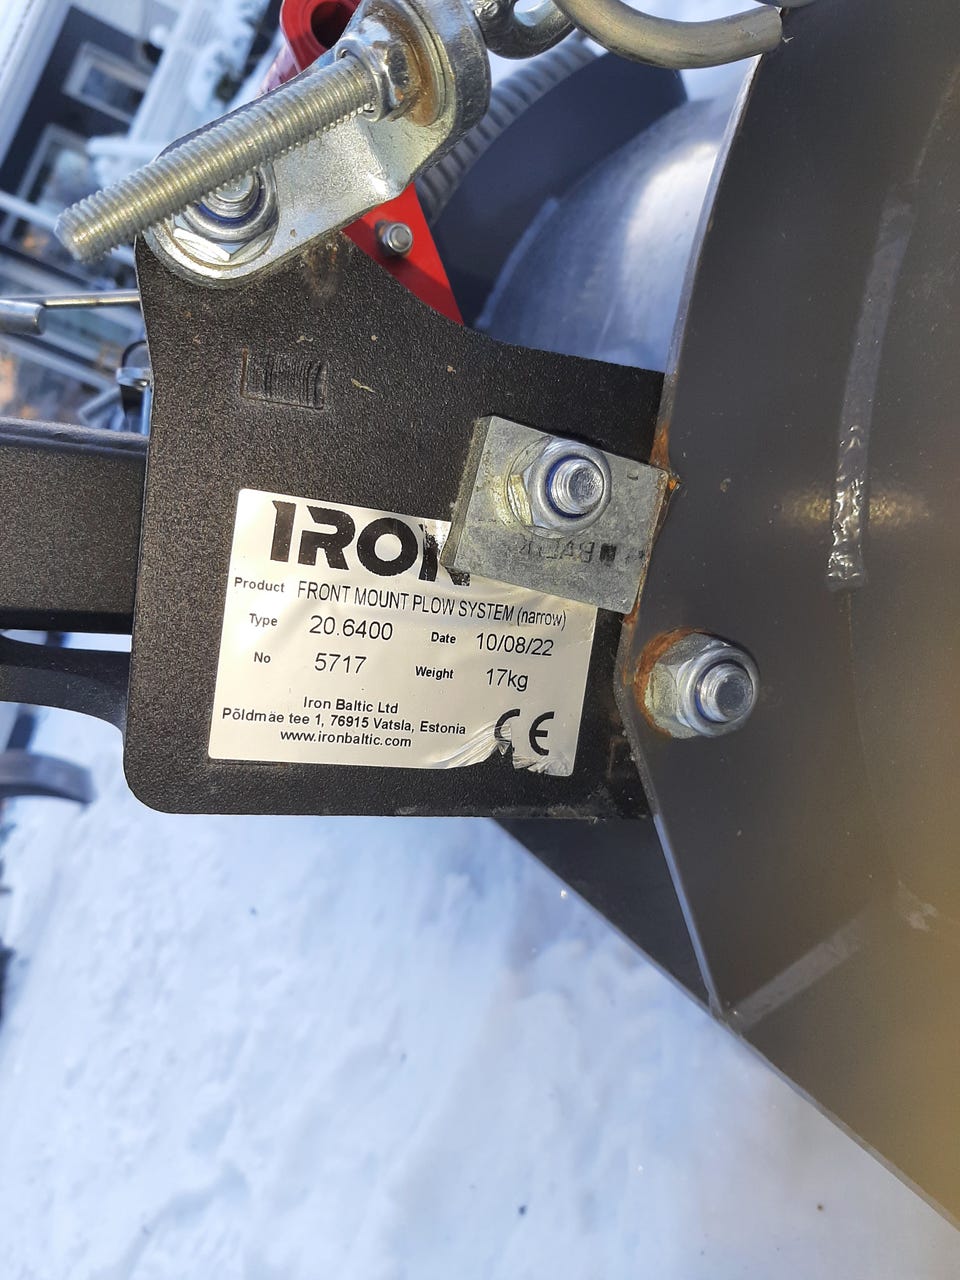 IRON
Product FRONT MOUNT PLOW SYSTEM (narrow)
Type 20.6400 Date 10/08/22
No 5717 Weight 17kg
Iron Baltic Ltd
Põldmäe tee 1, 76915 Vatsla, Estonia
www.ironbaltic.com
CE